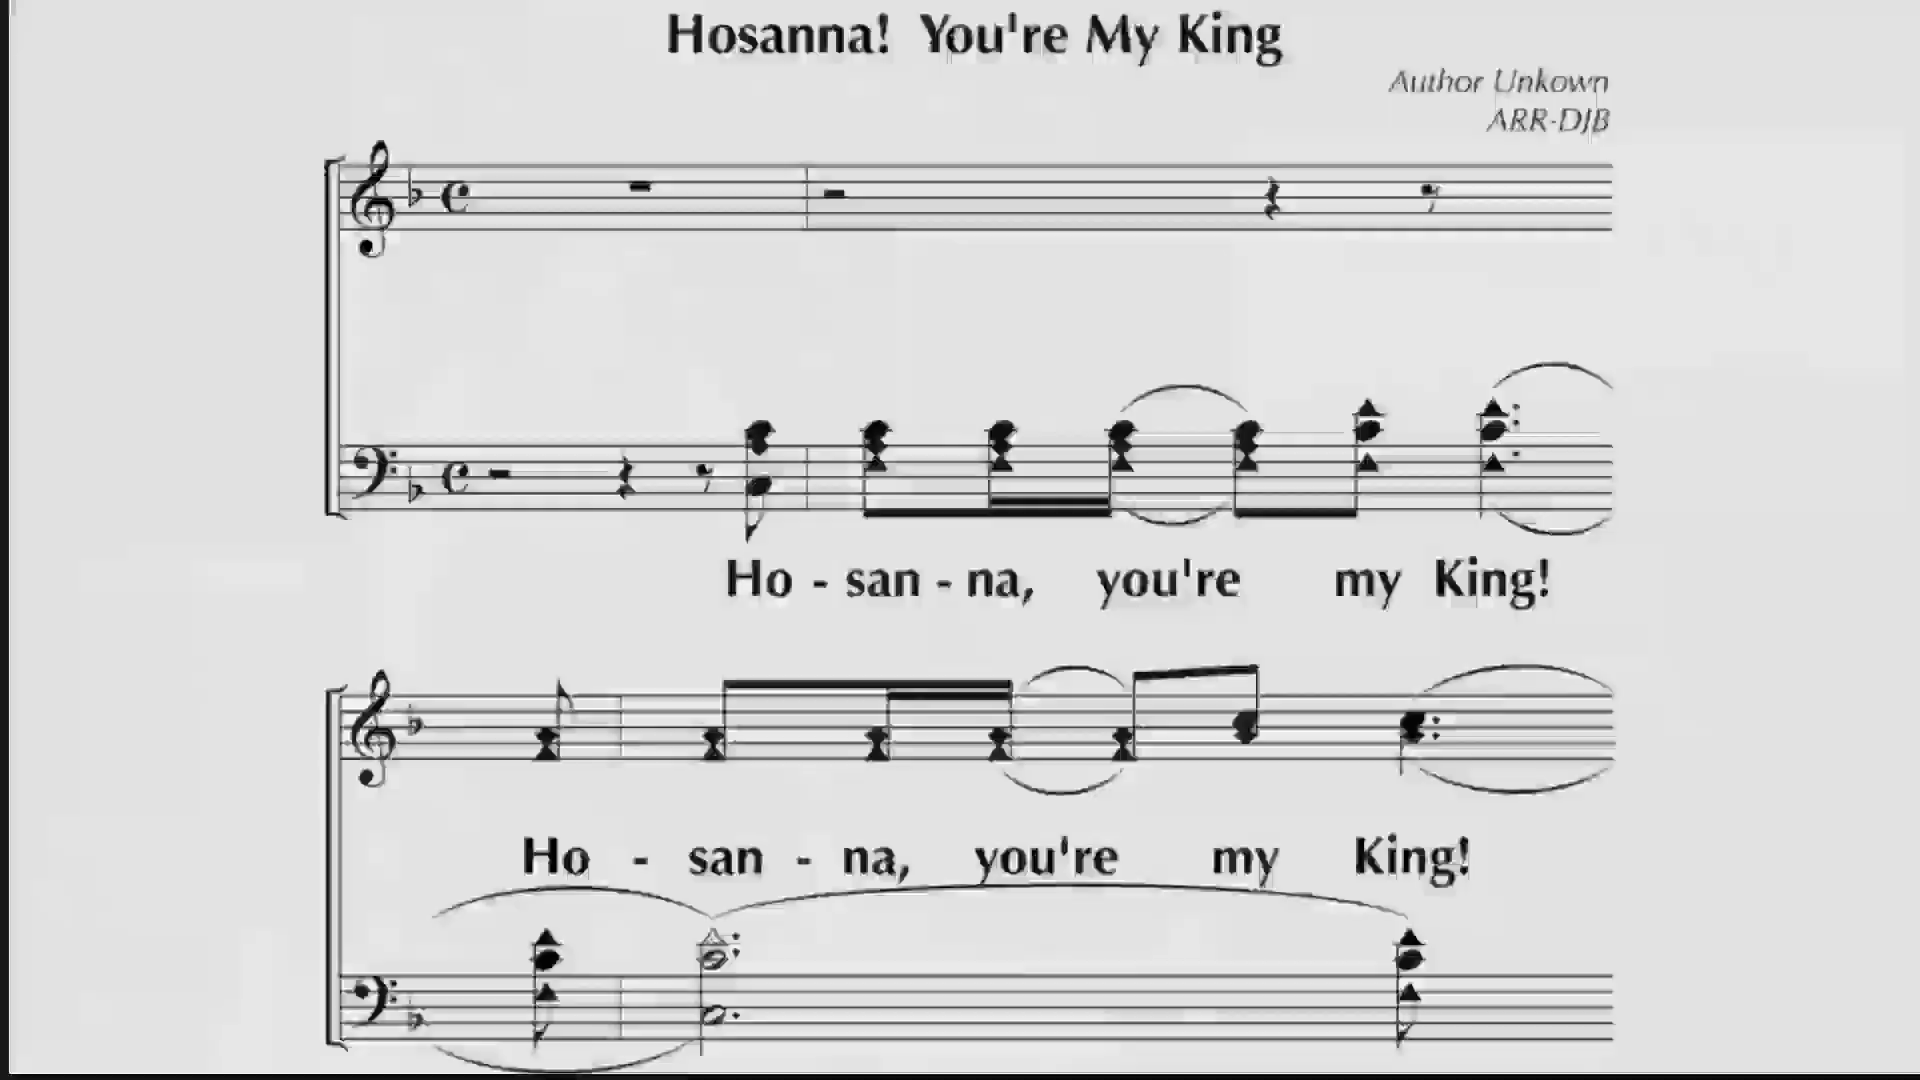 Hosanna! You're My King
Author Unkown
ARR-DJB
Ho - san - na, you're my King!
Ho - san - na, you're my King!